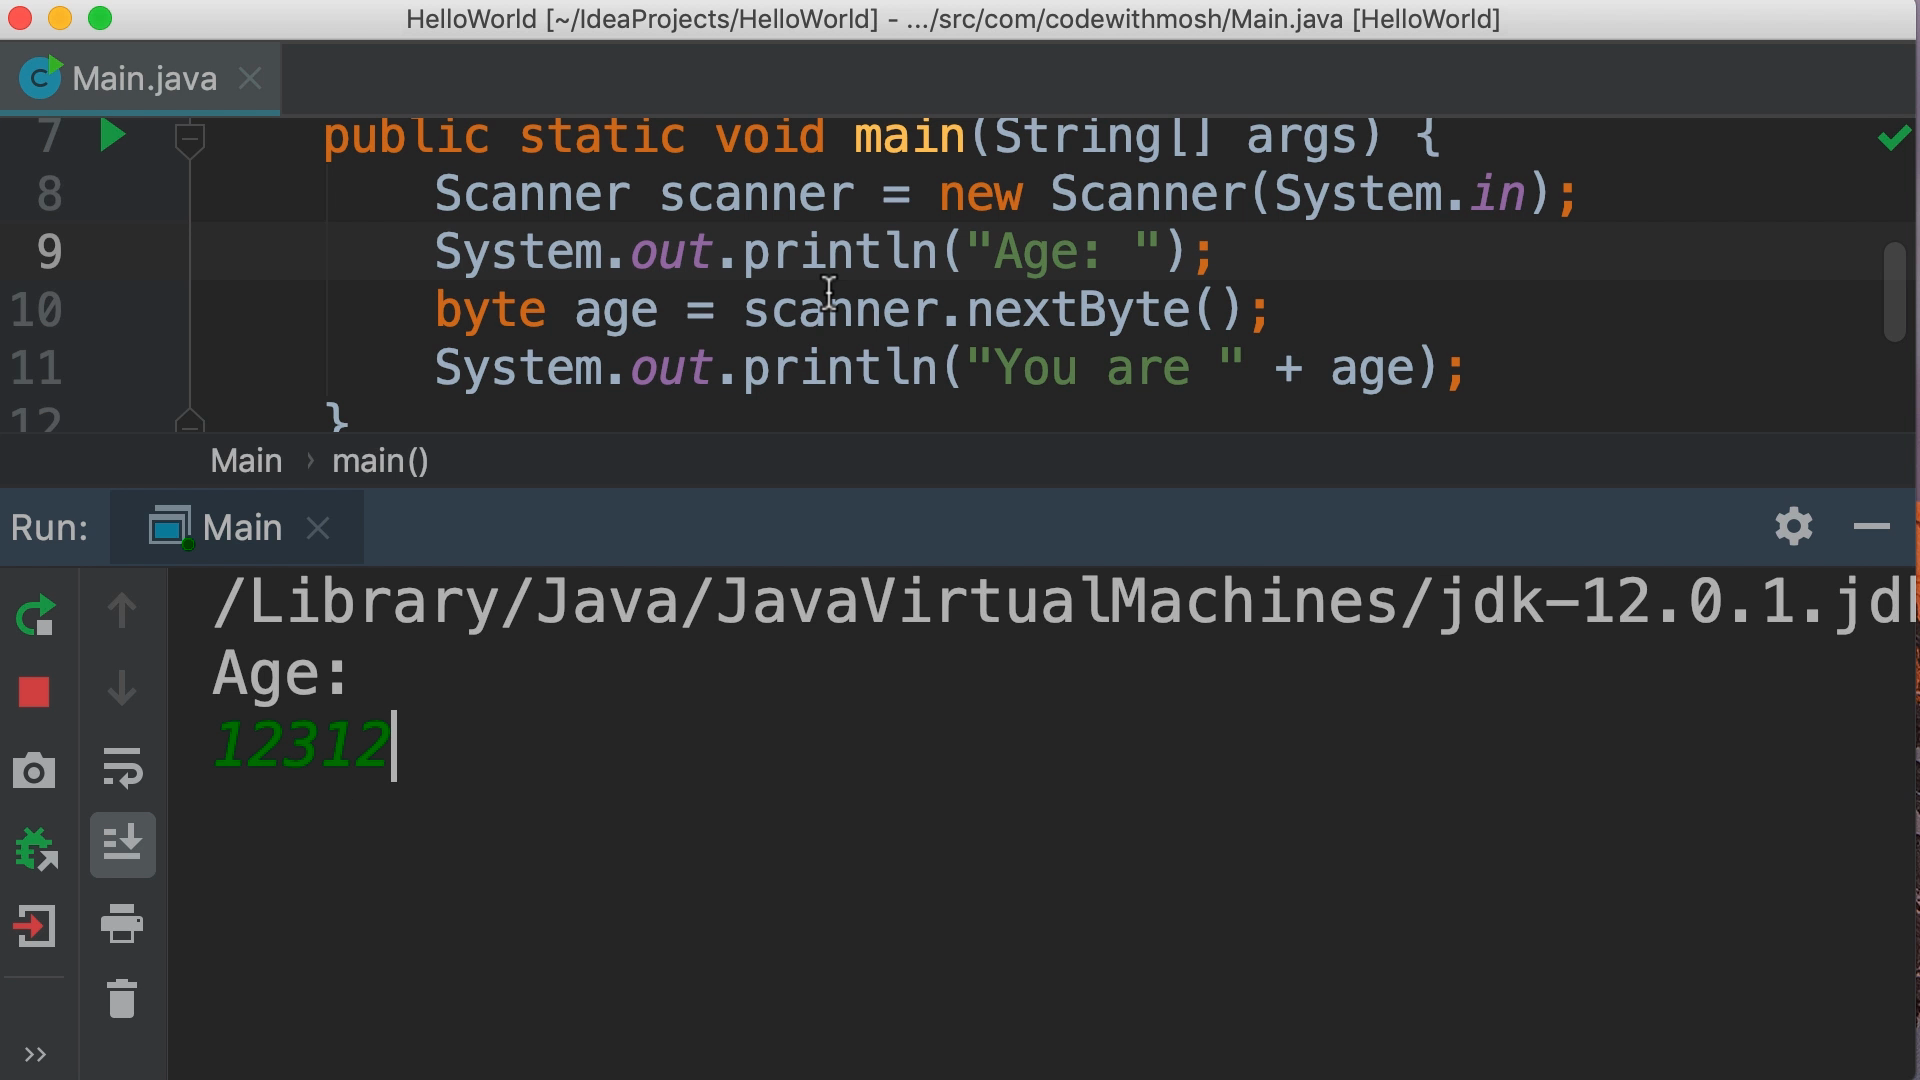 HelloWorld [~/IdeaProjects/HelloWorld] - .../src/com/codewithmosh/Main.java [HelloWorld]
Main.java
7 public static void main(String[] args) {
8 Scanner scanner = new Scanner(System.in);
9 System.out.println("Age: ");
10 byte age = scanner.nextByte();
11 System.out.println("You are " + age);
12 }
Main › main()
Run: Main
/Library/Java/JavaVirtualMachines/jdk-12.0.1.jdk
Age:
12312